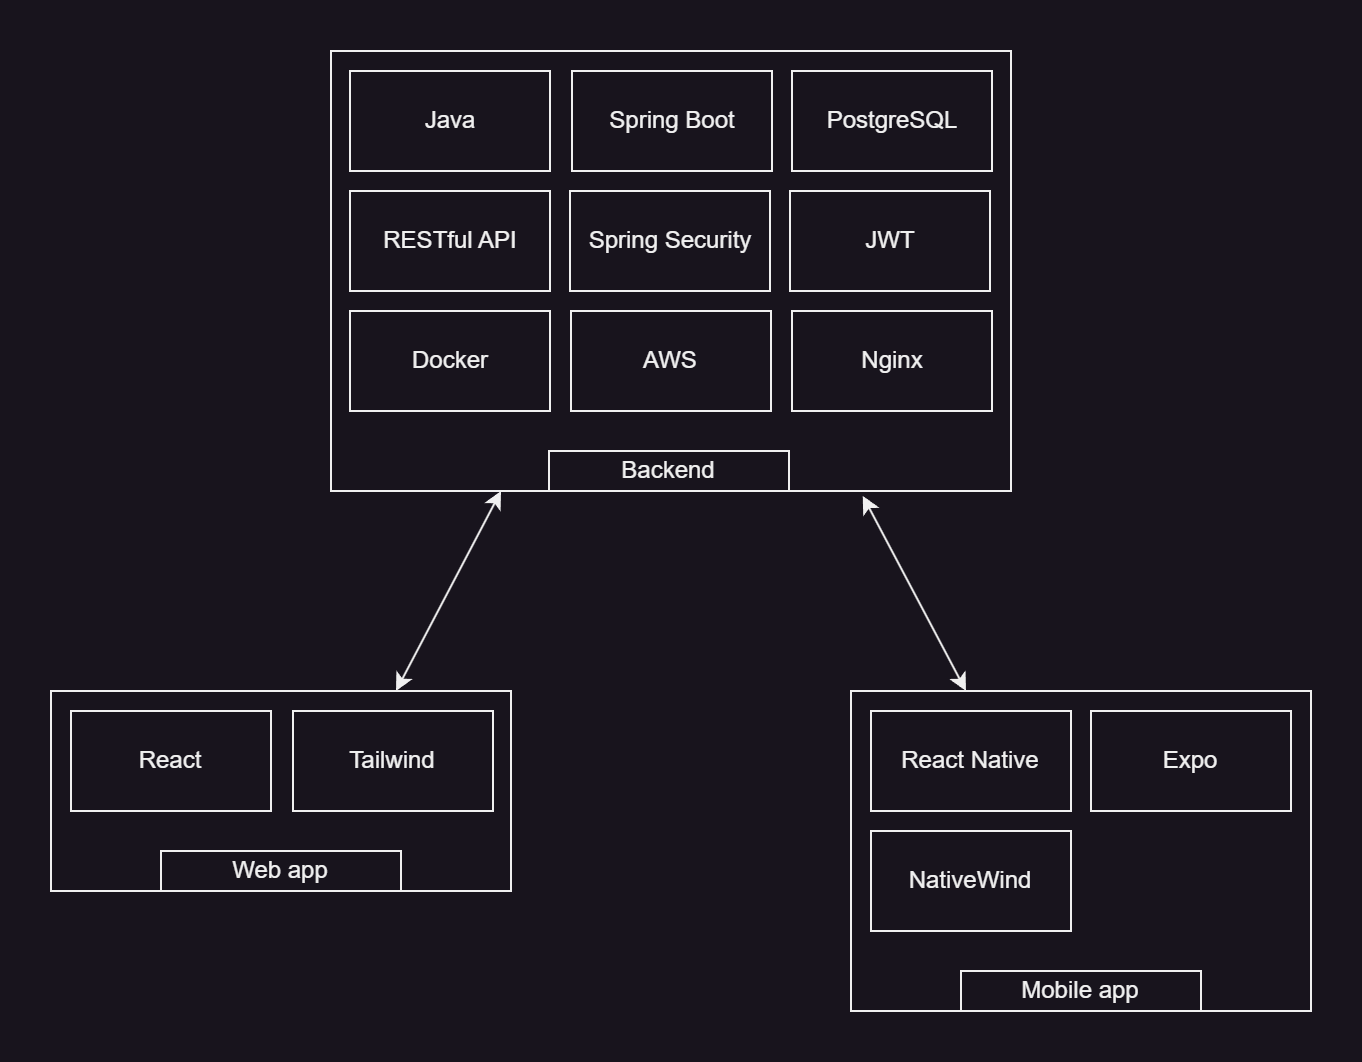 Java
Spring Boot
PostgreSQL
RESTful API
Spring Security
JWT
Docker
AWS
Nginx
Backend
React
Tailwind
Web app
React Native
Expo
NativeWind
Mobile app